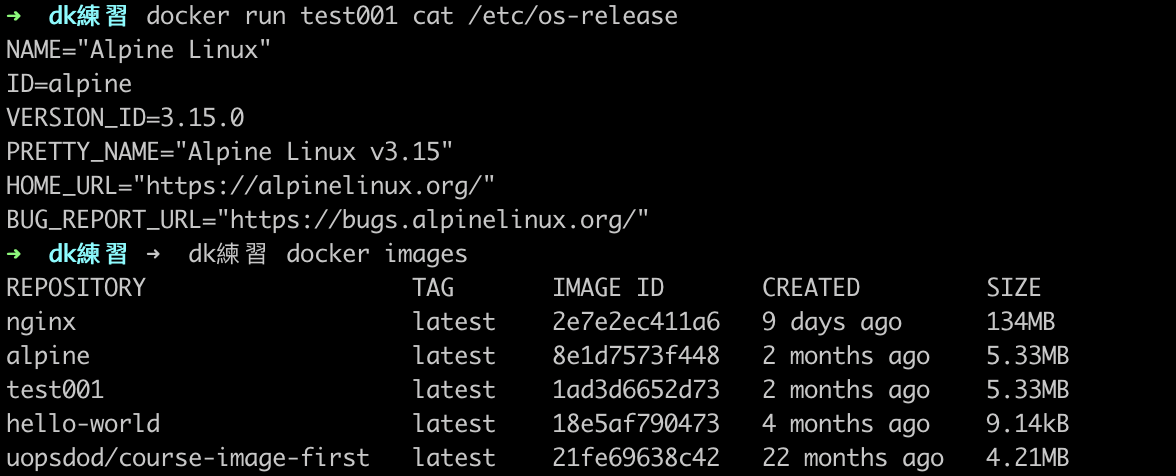 ➜  dk練習 docker run test001 cat /etc/os-release
NAME="Alpine Linux"
ID=alpine
VERSION_ID=3.15.0
PRETTY_NAME="Alpine Linux v3.15"
HOME_URL="https://alpinelinux.org/"
BUG_REPORT_URL="https://bugs.alpinelinux.org/"
➜  dk練習 ➜  dk練習 docker images
REPOSITORY                   TAG       IMAGE ID       CREATED         SIZE
nginx                        latest    2e7e2ec411a6   9 days ago      134MB
alpine                       latest    8e1d7573f448   2 months ago    5.33MB
test001                      latest    1ad3d6652d73   2 months ago    5.33MB
hello-world                  latest    18e5af790473   4 months ago    9.14kB
uopsdod/course-image-first   latest    21fe69638c42   22 months ago   4.21MB